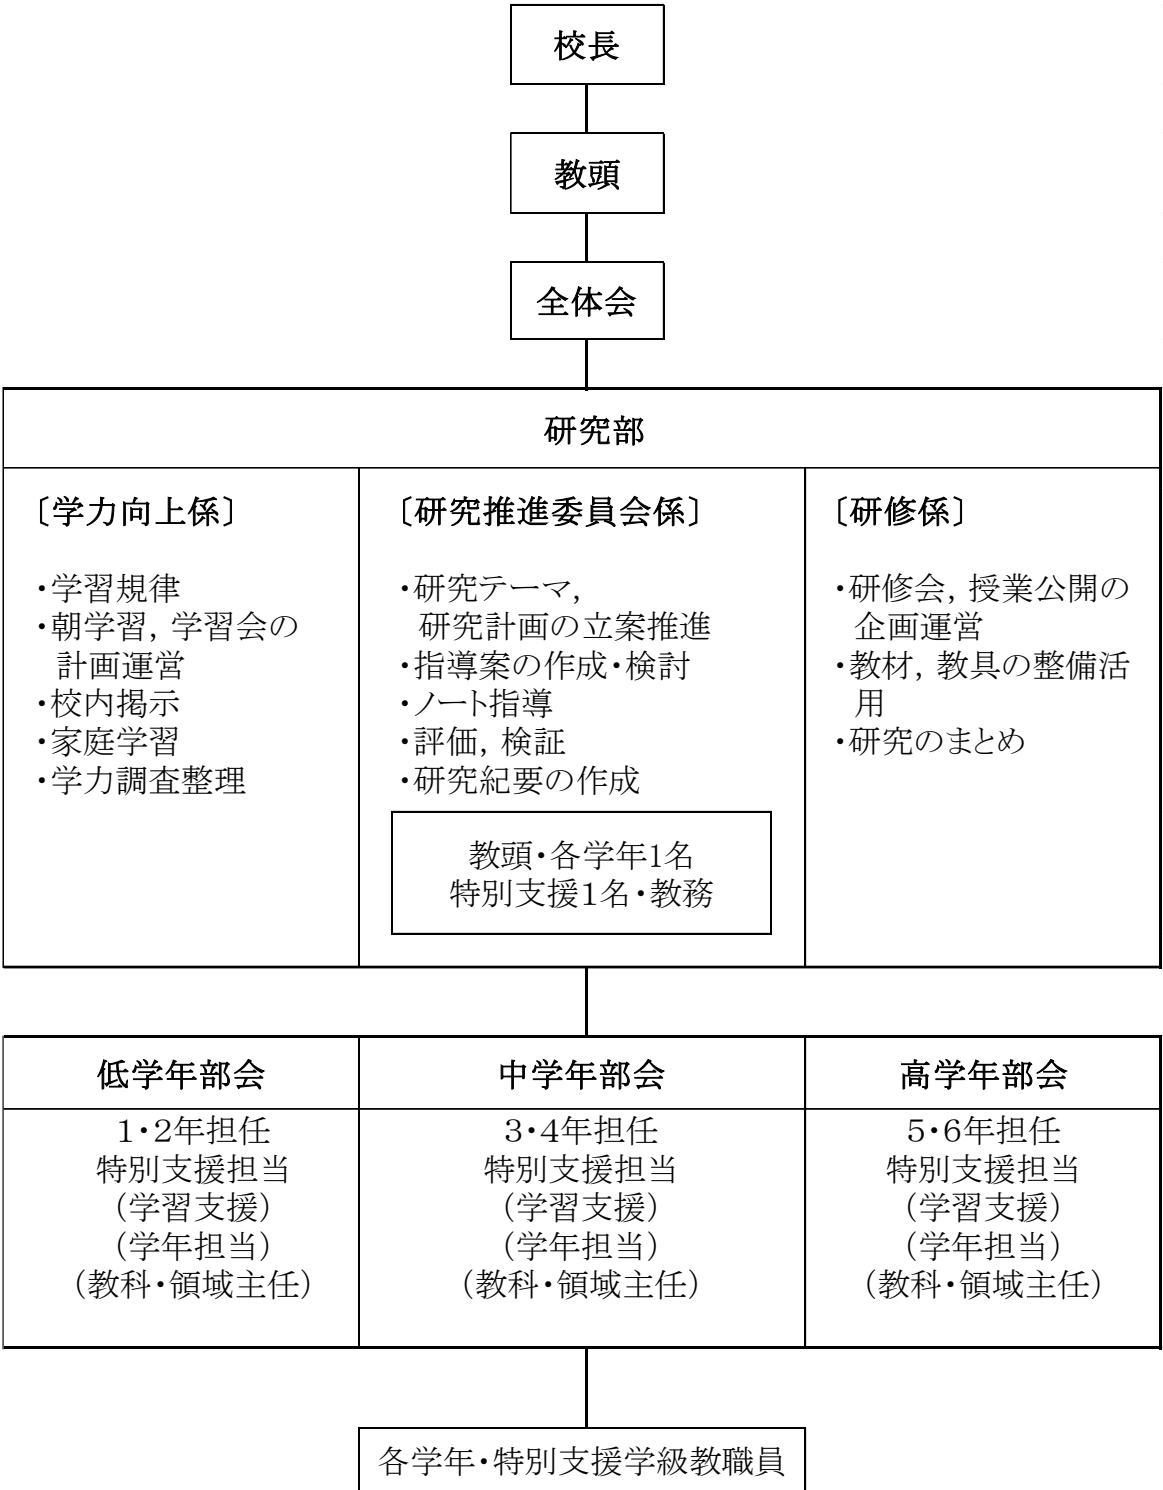 校長
教頭
全体会
研究部
〔学力向上係〕
・学習規律
・朝学習，学習会の
計画運営
・校内掲示
・家庭学習
・学力調査整理
〔研究推進委員会係〕
・研究テーマ，
研究計画の立案推進
・指導案の作成・検討
・ノート指導
・評価，検証
・研究紀要の作成
教頭・各学年1名
特別支援１名・教務
〔研修係〕
・研修会，授業公開の
企画運営
・教材，教具の整備活
用
・研究のまとめ
低学年部会
１・２年担任
特別支援担当
（学習支援）
（学年担当）
（教科・領域主任）
中学年部会
３・４年担任
特別支援担当
（学習支援）
（学年担当）
（教科・領域主任）
高学年部会
５・６年担任
特別支援担当
（学習支援）
（学年担当）
（教科・領域主任）
各学年・特別支援学級教職員